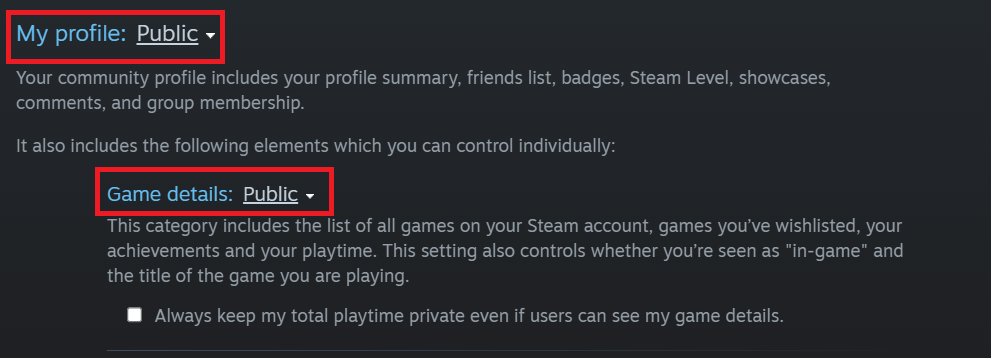 My profile: Public
Your community profile includes your profile summary, friends list, badges, Steam Level, showcases,
comments, and group membership.
It also includes the following elements which you can control individually:
Game details: Public
This category includes the list of all games on your Steam account, games you’ve wishlisted, your
achievements and your playtime. This setting also controls whether you’re seen as "in-game" and
the title of the game you are playing.
Always keep my total playtime private even if users can see my game details.